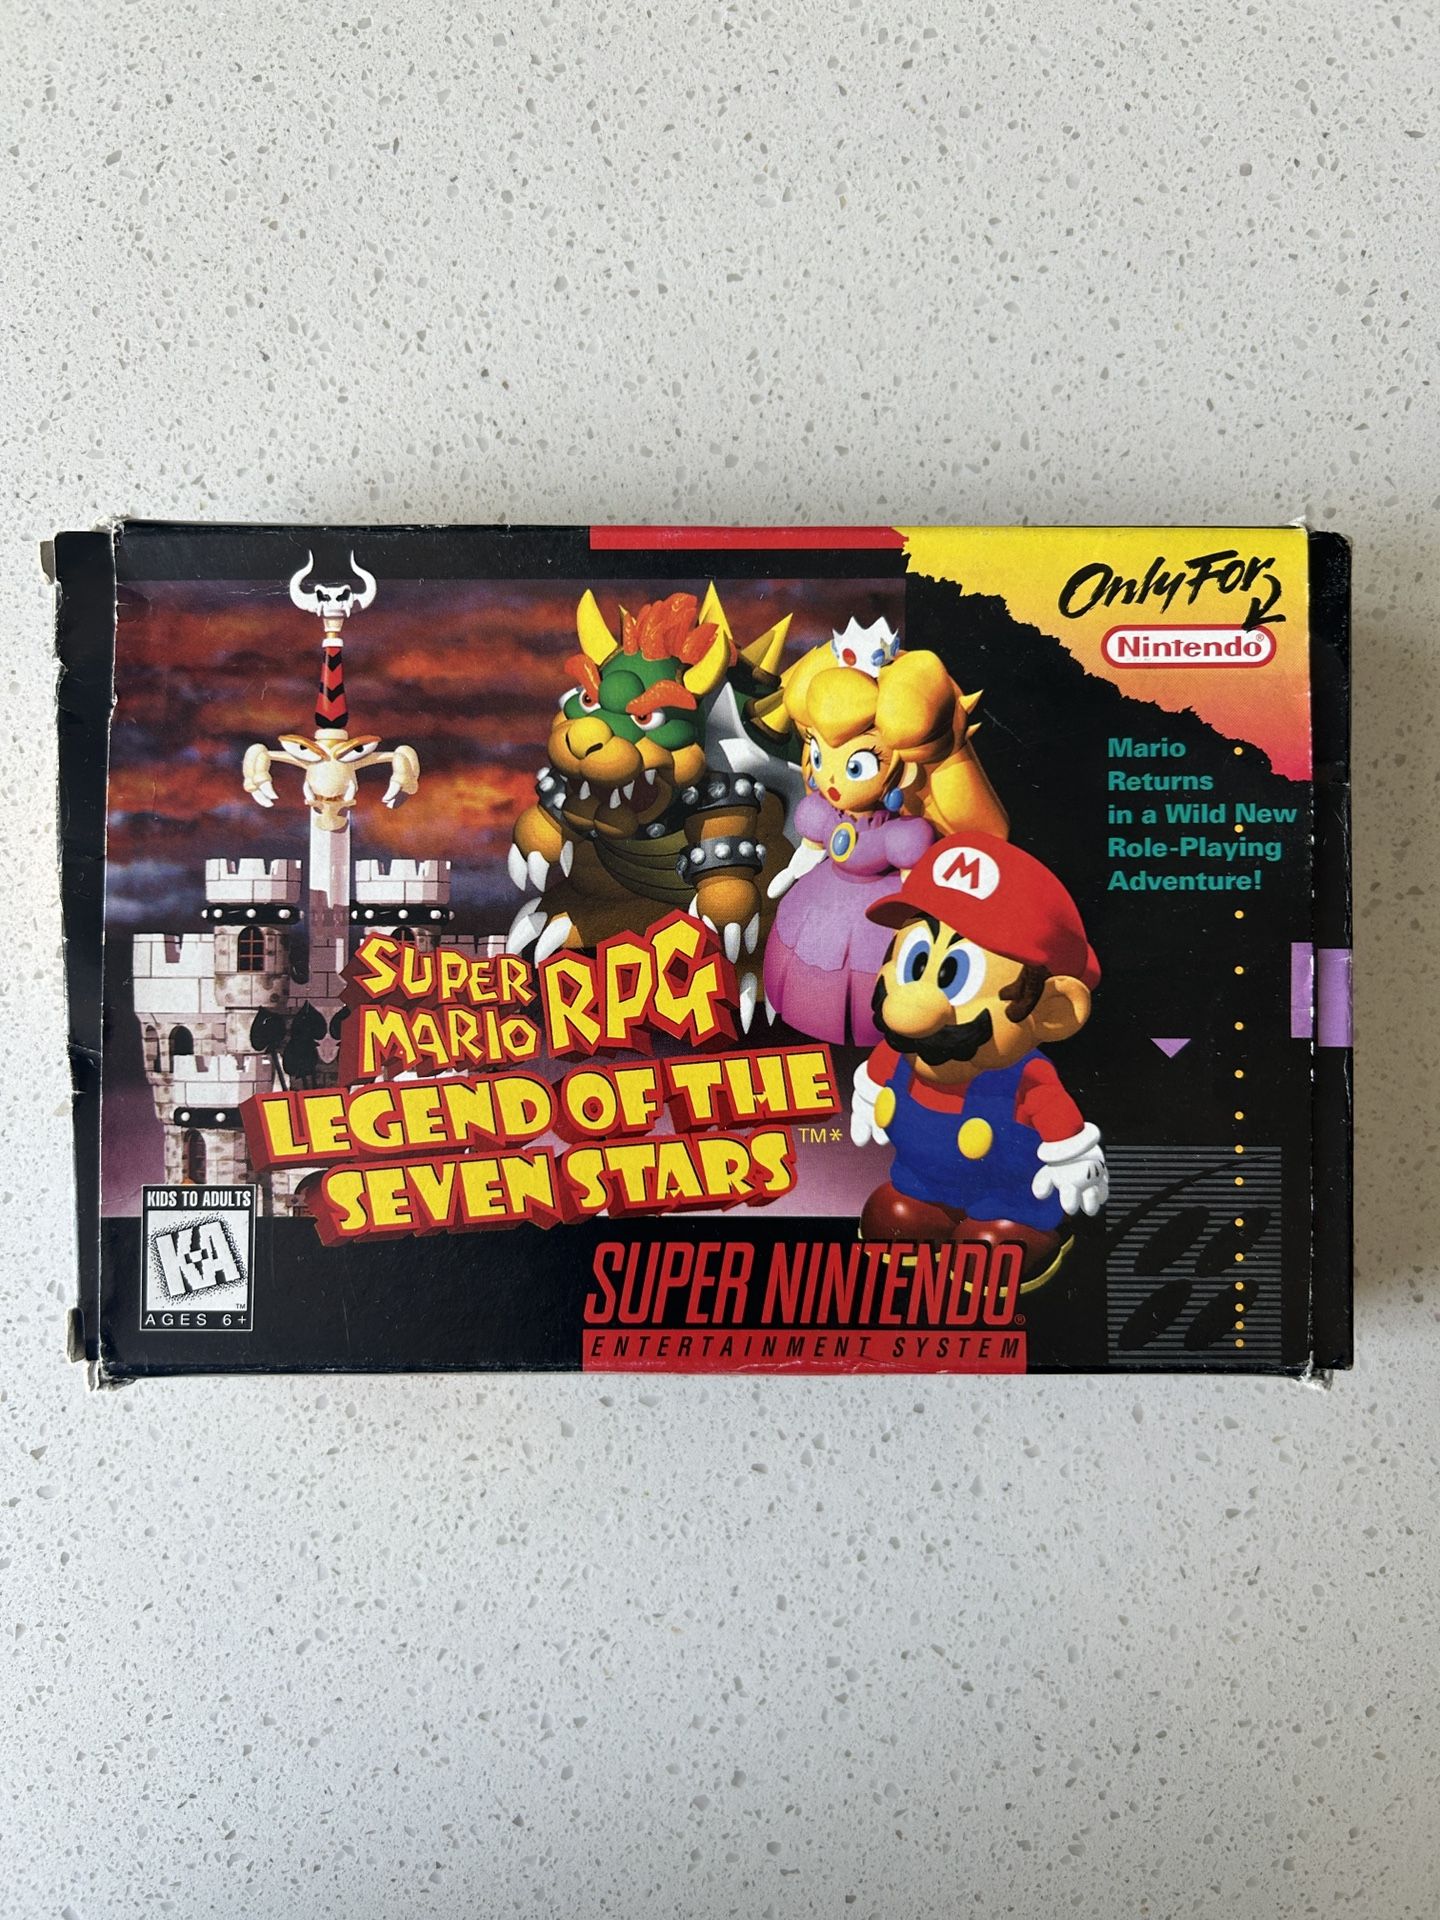 Only For
Nintendo®
Mario
Returns
in a Wild New
Role-Playing
Adventure!
M
SUPER
MARIO RPG
LEGEND OF THE
SEVEN STARS™*
KIDS TO ADULTS
K-A
™
AGES 6+
SUPER NINTENDO®
ENTERTAINMENT SYSTEM